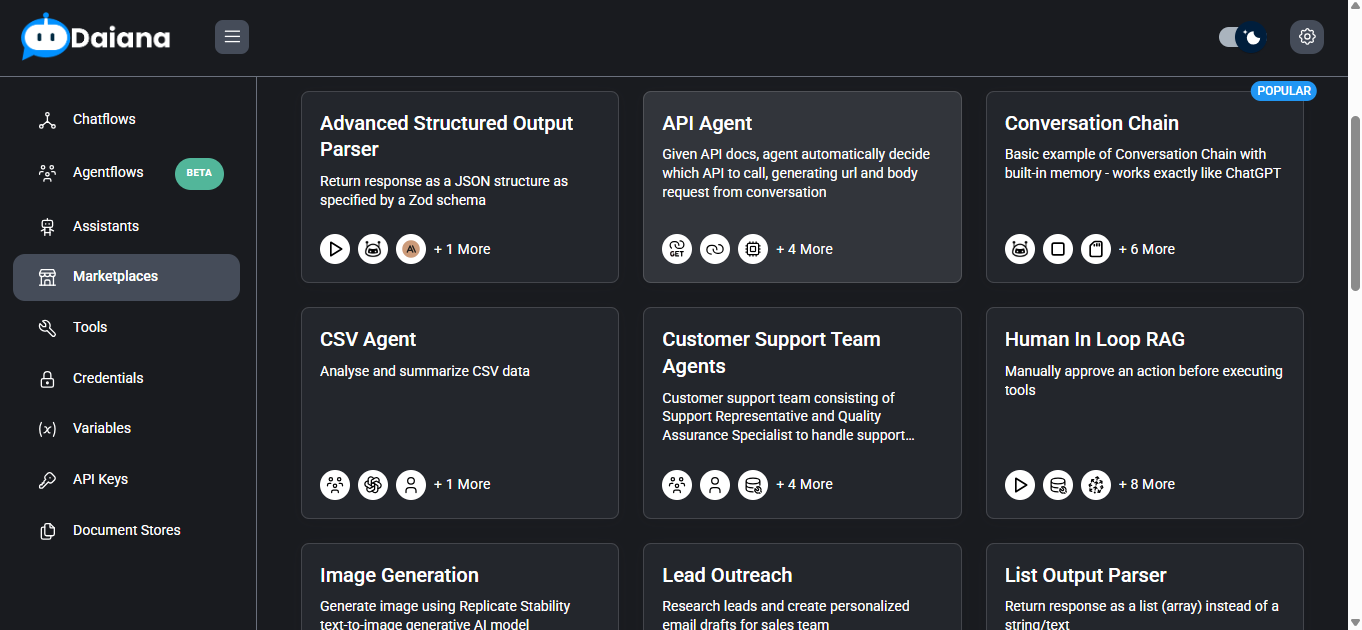 Daiana
Chatflows
Agentflows
BETA
Assistants
Marketplaces
Tools
Credentials
(x)
Variables
API Keys
Document Stores
Advanced Structured Output
Parser
Return response as a JSON structure as
specified by a Zod schema
+ 1 More
API Agent
Given API docs, agent automatically decide
which API to call, generating url and body
request from conversation
GET
+ 4 More
POPULAR
Conversation Chain
Basic example of Conversation Chain with
built-in memory - works exactly like ChatGPT
+ 6 More
CSV Agent
Analyse and summarize CSV data
+ 1 More
Customer Support Team
Agents
Customer support team consisting of
Support Representative and Quality
Assurance Specialist to handle support...
+ 4 More
Human In Loop RAG
Manually approve an action before executing
tools
+ 8 More
Image Generation
Generate image using Replicate Stability
text-to-image generative AI model
Lead Outreach
Research leads and create personalized
email drafts for sales team
List Output Parser
Return response as a list (array) instead of a
string/text